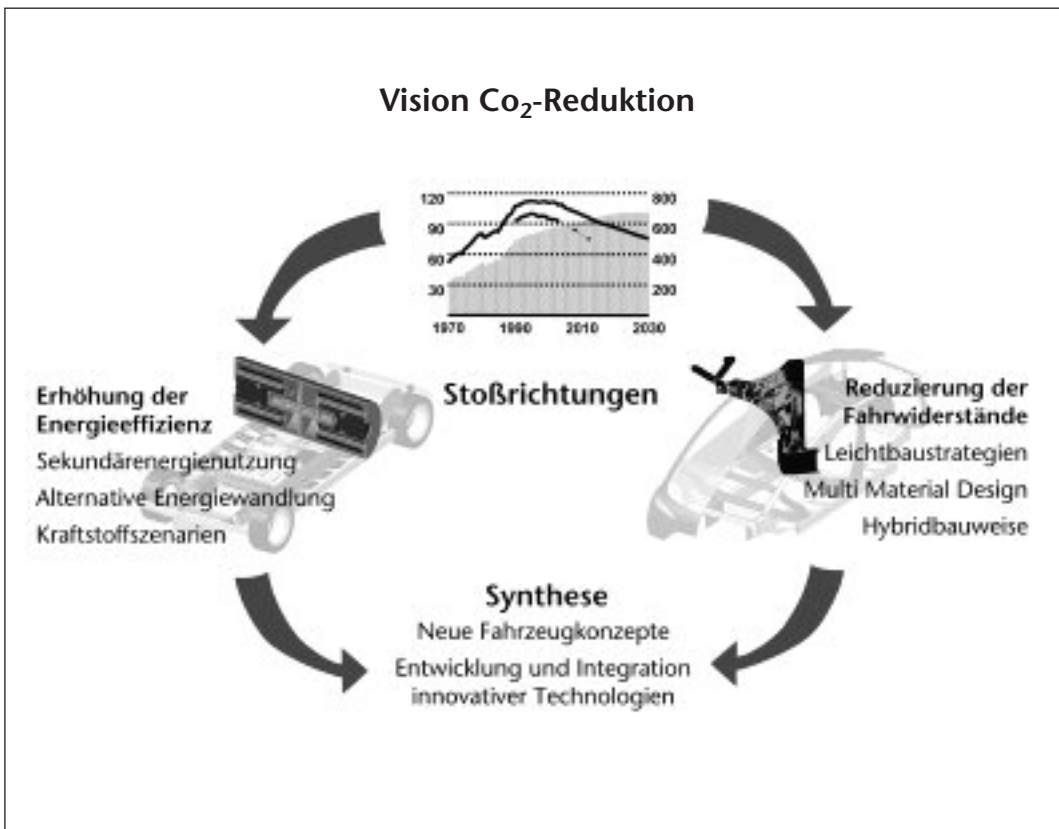 Vision Co₂-Reduktion
120
90
60
30
800
600
400
200
1970
1990
2010
2030
Stoßrichtungen
Erhöhung der
Energieeffizienz
Sekundärenergienutzung
Alternative Energiewandlung
Kraftstoffszenarien
Reduzierung der
Fahrwiderstände
Leichtbaustrategien
Multi Material Design
Hybridbauweise
Synthese
Neue Fahrzeugkonzepte
Entwicklung und Integration
innovativer Technologien